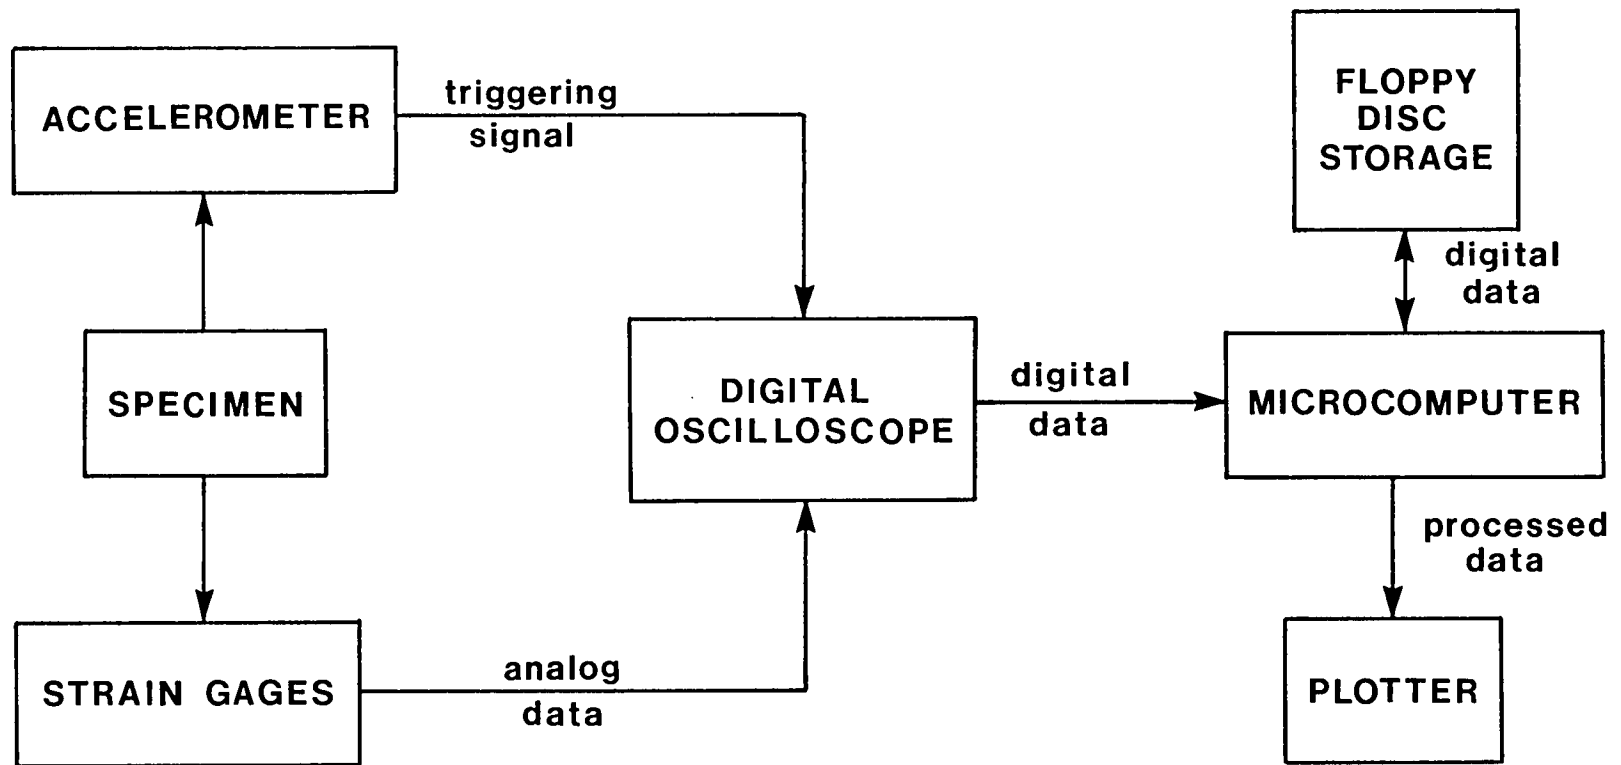 ACCELEROMETER
triggering
signal
FLOPPY
DISC
STORAGE
digital
data
SPECIMEN
DIGITAL
OSCILLOSCOPE
digital
data
MICROCOMPUTER
processed
data
STRAIN GAGES
analog
data
PLOTTER